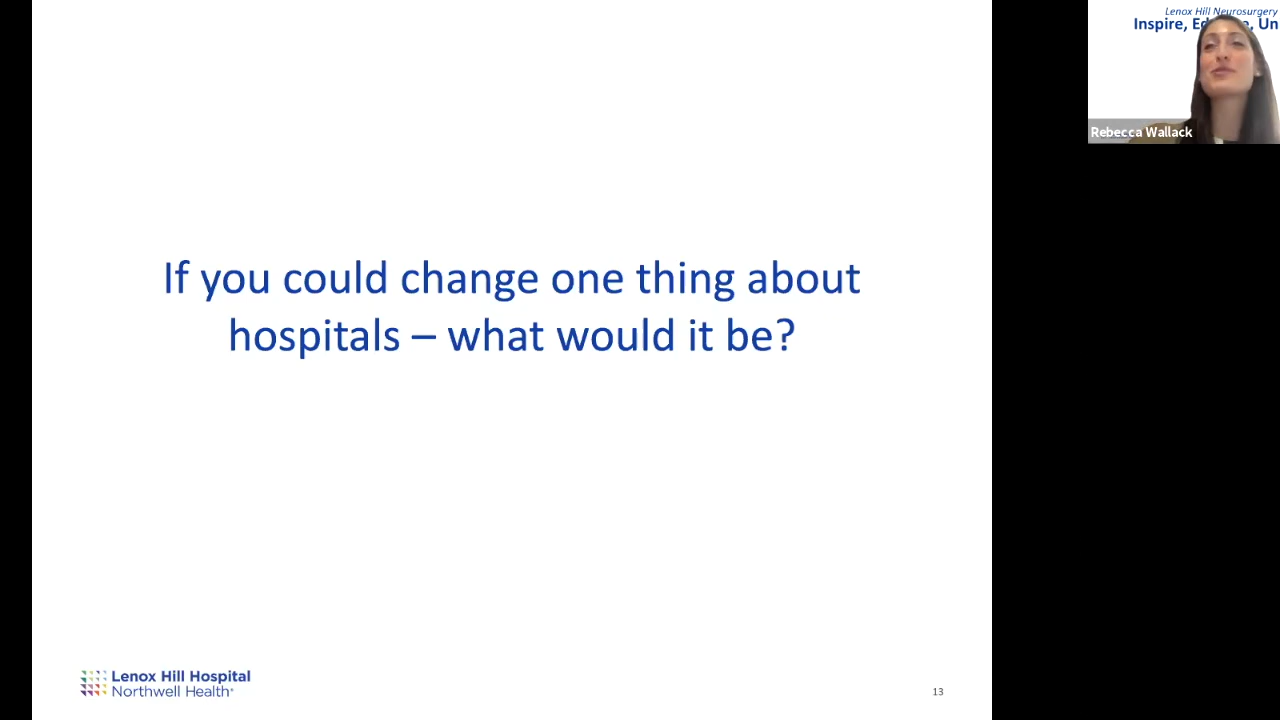 Lenox Hill Neurosurgery
Inspire, Un
Rebecca Wallack
If you could change one thing about
hospitals – what would it be?
Lenox Hill Hospital
Northwell Health
13